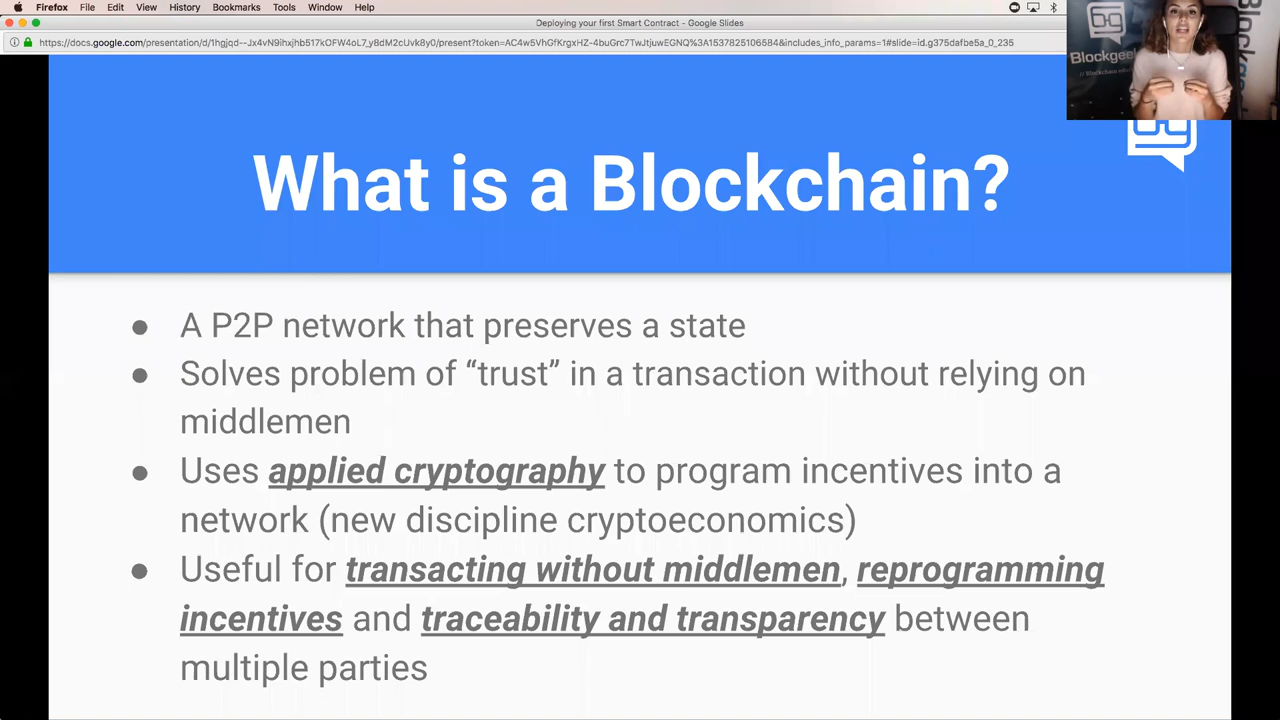 Firefox File Edit View History Bookmarks Tools Window Help
Deploying your first Smart Contract - Google Slides
What is a Blockchain?
● A P2P network that preserves a state
● Solves problem of “trust” in a transaction without relying on
middlemen
● Uses applied cryptography to program incentives into a
network (new discipline cryptoeconomics)
● Useful for transacting without middlemen, reprogramming
incentives and traceability and transparency between
multiple parties